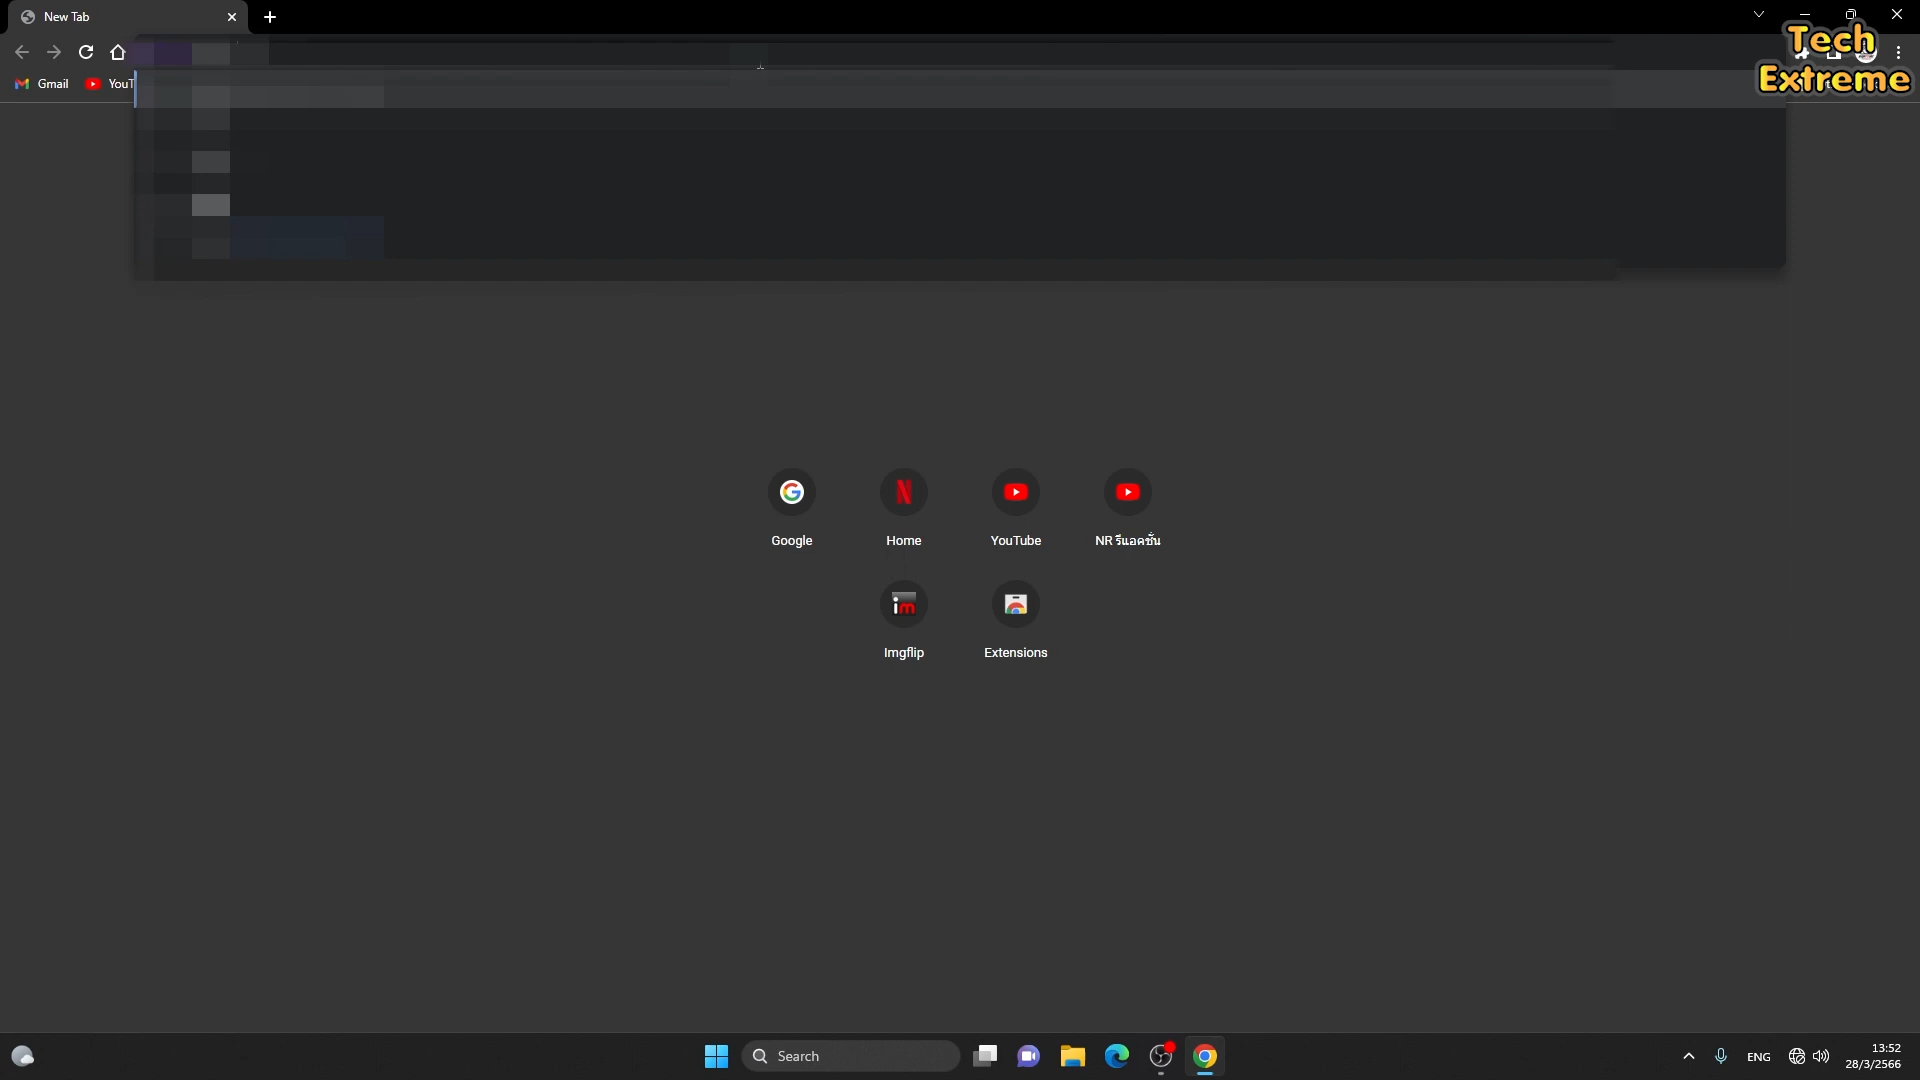 New Tab
Tech
Extreme
Gmail
Google
Home
YouTube
NR รีแอคชั่น
Imgflip
Extensions
Search
ENG
13:52
28/3/2566